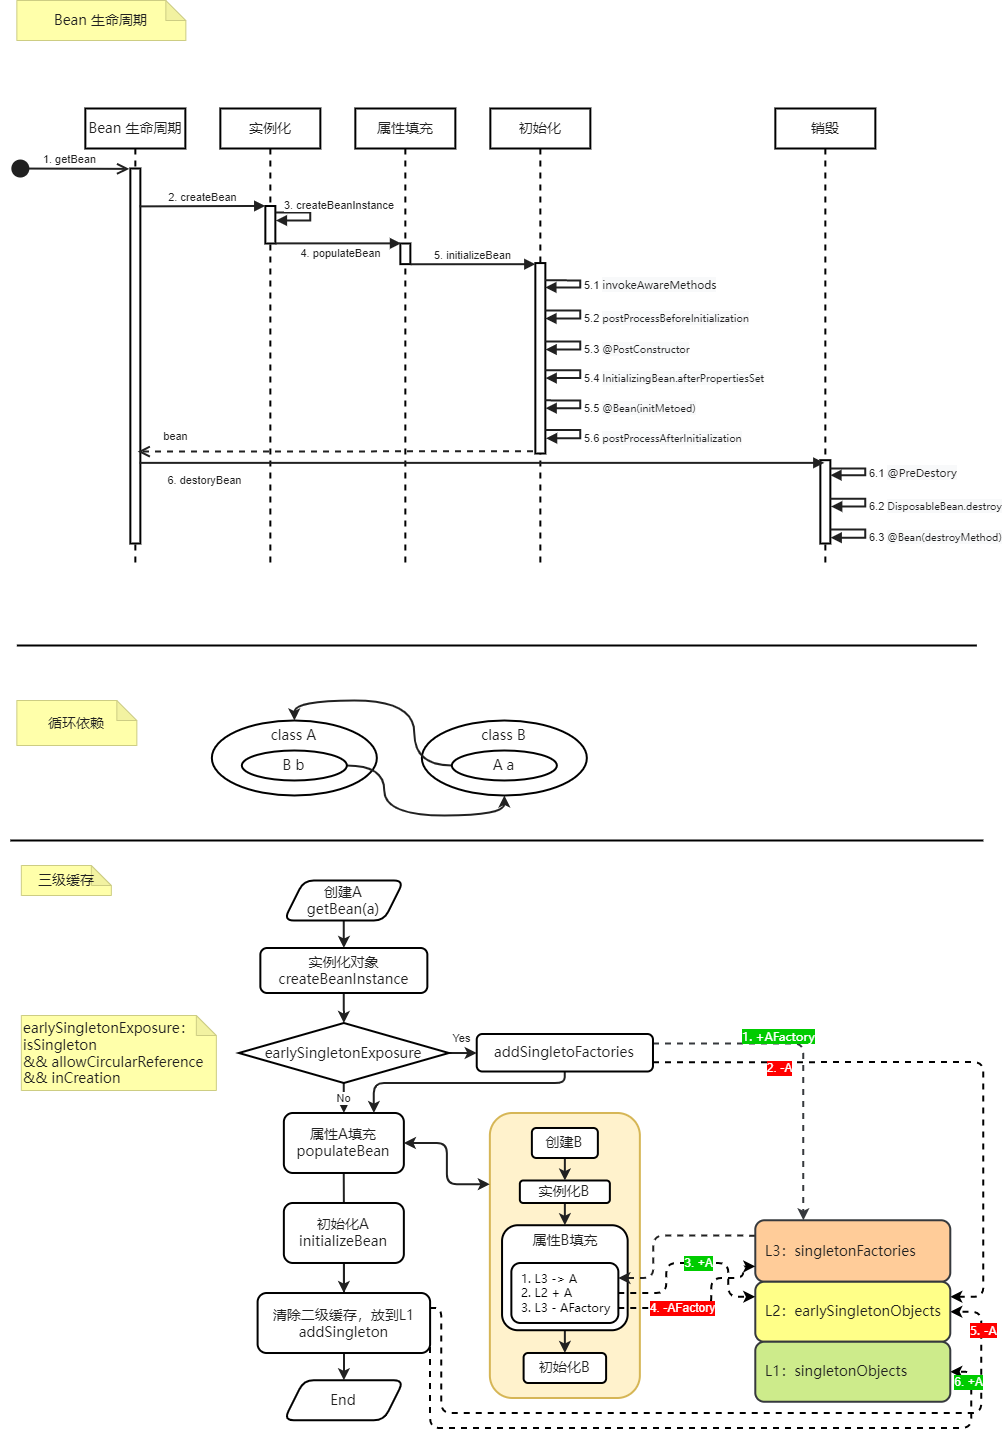 Bean 生命周期
Bean 生命周期
实例化
属性填充
初始化
销毁
1. getBean
2. createBean
3. createBeanInstance
4. populateBean
5. initializeBean
5.1 invokeAwareMethods
5.2 postProcessBeforeInitialization
5.3 @PostConstructor
5.4 InitializingBean.afterPropertiesSet
5.5 @Bean(initMetoed)
5.6 postProcessAfterInitialization
bean
6. destoryBean
6.1 @PreDestory
6.2 DisposableBean.destroy
6.3 @Bean(destroyMethod)
循环依赖
class A
B b
class B
A a
三级缓存
创建A
getBean(a)
实例化对象
createBeanInstance
earlySingletonExposure：
isSingleton
&& allowCircularReference
&& inCreation
earlySingletonExposure
Yes
addSingletoFactories
1. +AFactory
2. -A
No
属性A填充
populateBean
创建B
实例化B
属性B填充
1. L3 -> A
2. L2 + A
3. L3 - AFactory
初始化B
初始化A
initializeBean
3. +A
4. -AFactory
L3：singletonFactories
L2：earlySingletonObjects
L1：singletonObjects
5. -A
6. +A
清除二级缓存，放到L1
addSingleton
End